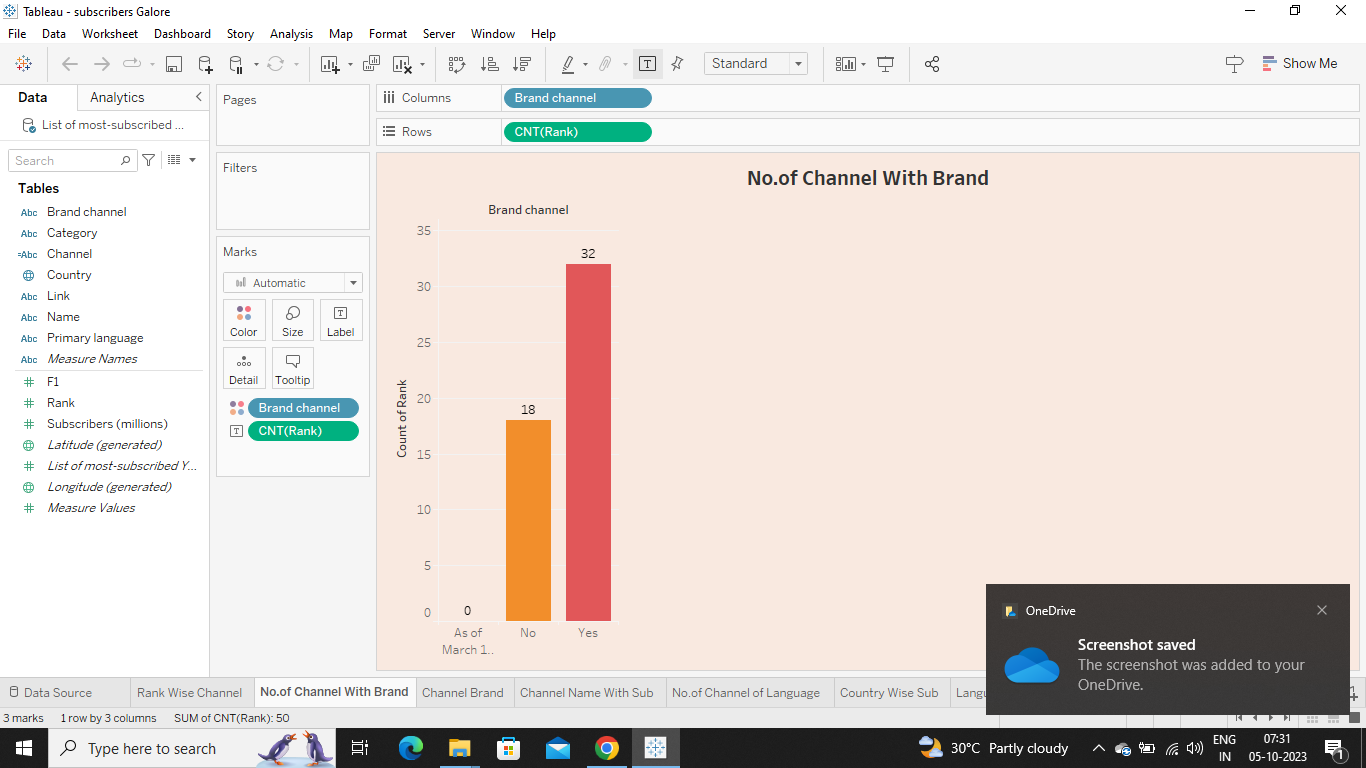 Tableau - subscribers Galore
File Data Worksheet Dashboard Story Analysis Map Format Server Window Help
Standard
Show Me
Data Analytics
List of most-subscribed ...
Search
Tables
Abc Brand channel
Abc Category
=Abc Channel
Country
Abc Link
Abc Name
Abc Primary language
Abc Measure Names
# F1
# Rank
# Subscribers (millions)
Latitude (generated)
# List of most-subscribed Y...
Longitude (generated)
# Measure Values
Pages
Filters
Marks
Automatic
Color Size Label
Detail Tooltip
Brand channel
CNT(Rank)
Columns Brand channel
Rows CNT(Rank)
No.of Channel With Brand
Brand channel
Count of Rank
35
30
25
20
15
10
5
0
0
18
32
As of
March 1..
No
Yes
OneDrive
Screenshot saved
The screenshot was added to your
OneDrive.
Data Source Rank Wise Channel No.of Channel With Brand Channel Brand Channel Name With Sub No.of Channel of Language Country Wise Sub Langu
3 marks 1 row by 3 columns SUM of CNT(Rank): 50
Type here to search
30°C Partly cloudy
ENG
IN
07:31
05-10-2023
1